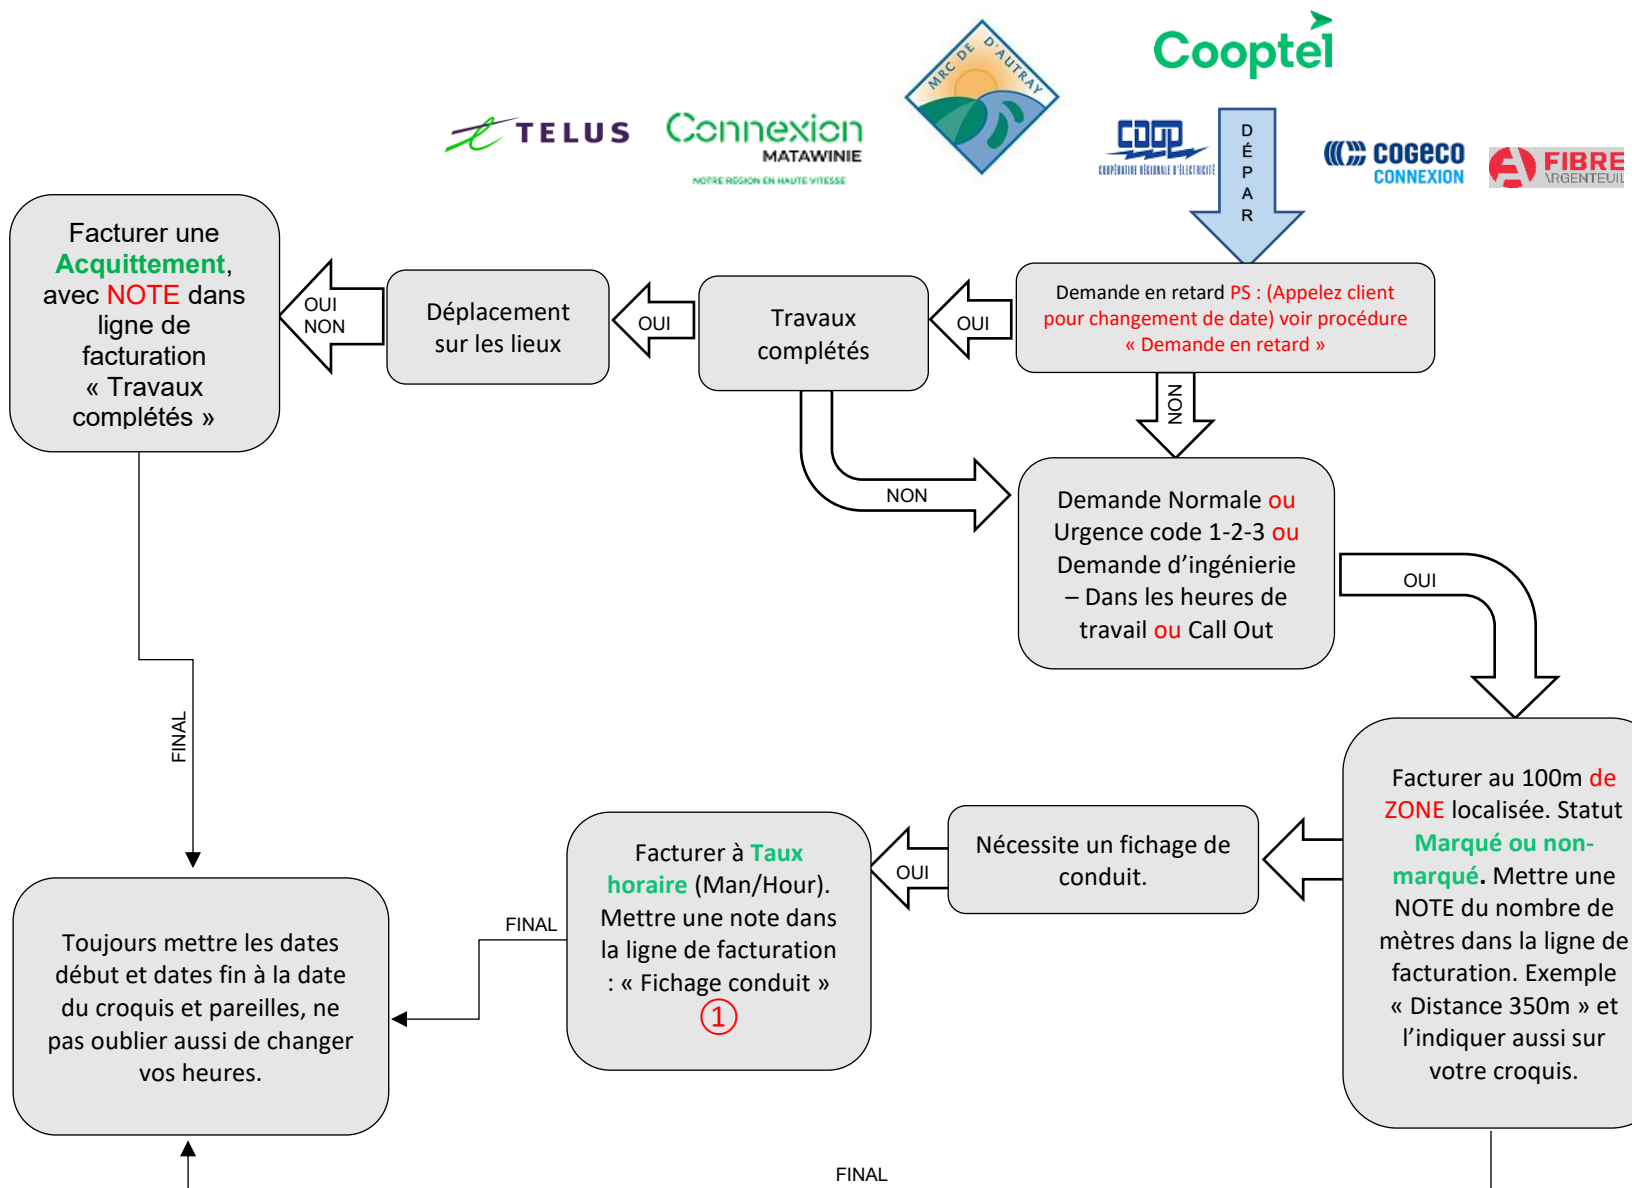 MRC DE D'AUTRAY
Cooptel
TELUS
Connexion
MATAWINIE
NOTRE RÉGION EN HAUTE VITESSE
COOP
COOPÉRATIVE RÉGIONALE D'ÉLECTRICITÉ
D
É
P
A
R
COGECO
CONNEXION
FIBRE
ARGENTEUIL
Facturer une
Acquittement,
avec NOTE dans
ligne de
facturation
« Travaux
complétés »
OUI
NON
Déplacement
sur les lieux
OUI
Travaux
complétés
OUI
Demande en retard PS : (Appelez client
pour changement de date) voir procédure
« Demande en retard »
NON
NON
Demande Normale ou
Urgence code 1-2-3 ou
Demande d'ingénierie
– Dans les heures de
travail ou Call Out
OUI
FINAL
Facturer au 100m de
ZONE localisée. Statut
Marqué ou non-
marqué. Mettre une
NOTE du nombre de
mètres dans la ligne de
facturation. Exemple
« Distance 350m » et
l'indiquer aussi sur
votre croquis.
Nécessite un fichage de
conduit.
OUI
Facturer à Taux
horaire (Man/Hour).
Mettre une note dans
la ligne de facturation
: « Fichage conduit »
①
FINAL
Toujours mettre les dates
début et dates fin à la date
du croquis et pareilles, ne
pas oublier aussi de changer
vos heures.
FINAL